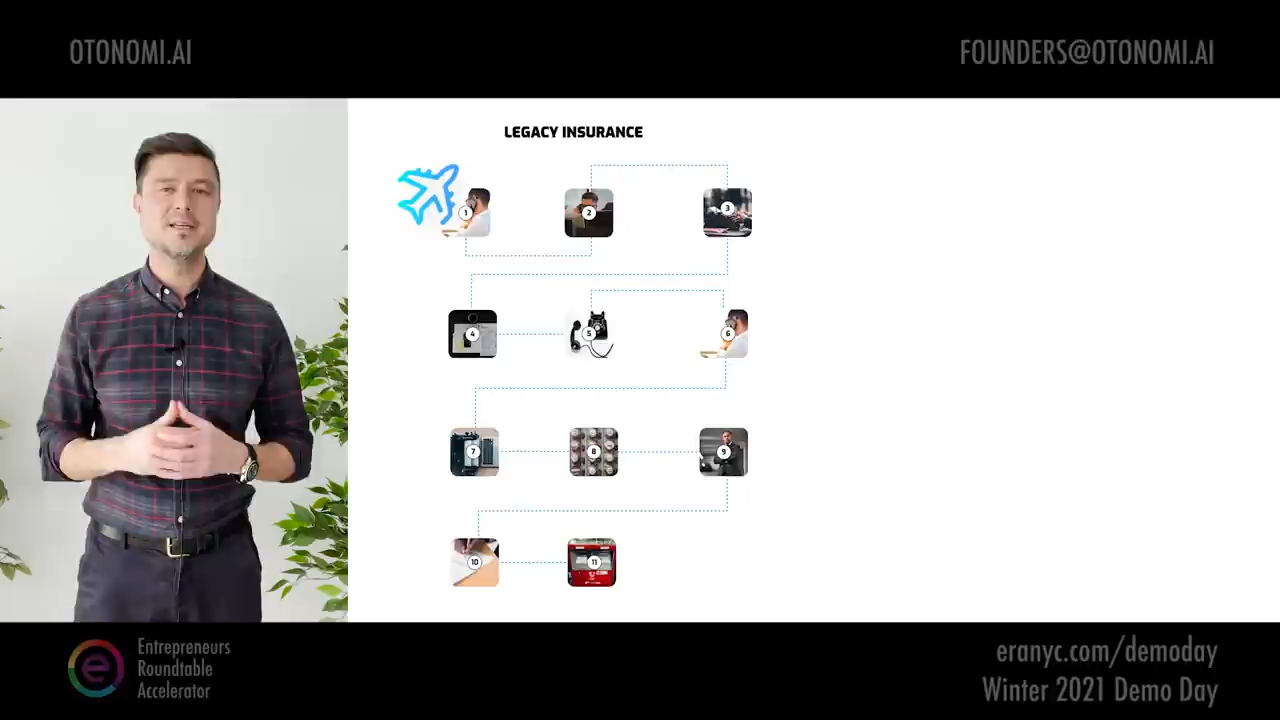 OTONOMI.AI
FOUNDERS@OTONOMI.AI
LEGACY INSURANCE
1
2
3
4
5
6
7
8
9
10
11
Entrepreneurs
Roundtable
Accelerator
eranyc.com/demoday
Winter 2021 Demo Day